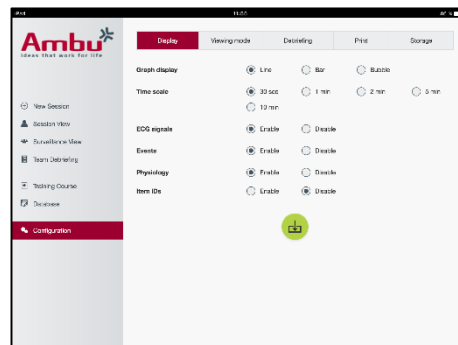 iPad
Ambu
Ideas that work for life
Display Viewing mode Debriefing Print Storage
Graph display Line Bar Bubble
Time scale 30 sec 1 min 2 min 5 min
10 min
New Session
Session View
Surveillance View
Team Debriefing
ECG signals Enable Disable
Events Enable Disable
Training Course
Physiology Enable Disable
Database
Item IDs Enable Disable
Configuration